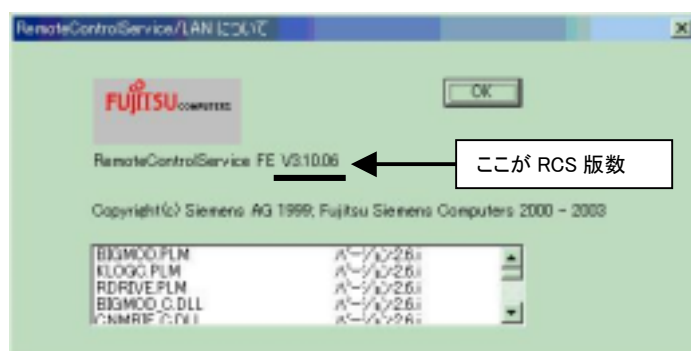 RemoteControlService/LAN について
FUJITSU COMPUTERS
OK
RemoteControlService FE V3.10.06
ここが RCS 版数
Copyright(c) Siemens AG 1999; Fujitsu Siemens Computers 2000 - 2003
BIGMOD.PLM バージョン2.6.i
KLOGC.PLM バージョン2.6.i
RDRIVE.PLM バージョン2.6.i
BIGMOD_C.DLL バージョン2.6.i